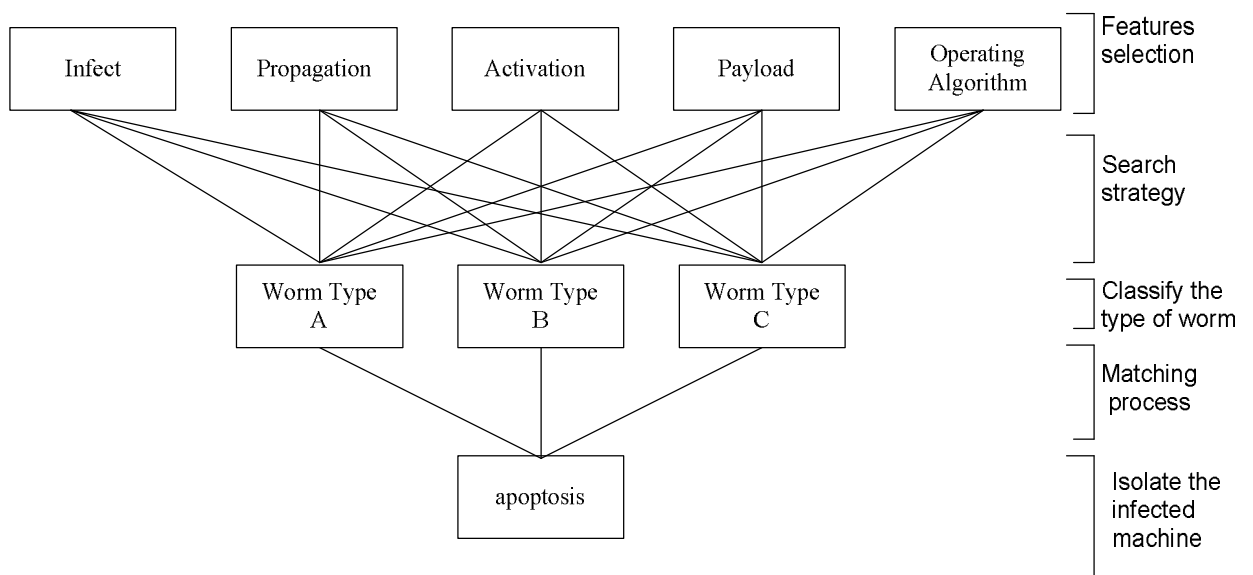 Infect
Propagation
Activation
Payload
Operating
Algorithm
Features
selection
Search
strategy
Worm Type
A
Worm Type
B
Worm Type
C
Classify the
type of worm
Matching
process
apoptosis
Isolate the
infected
machine